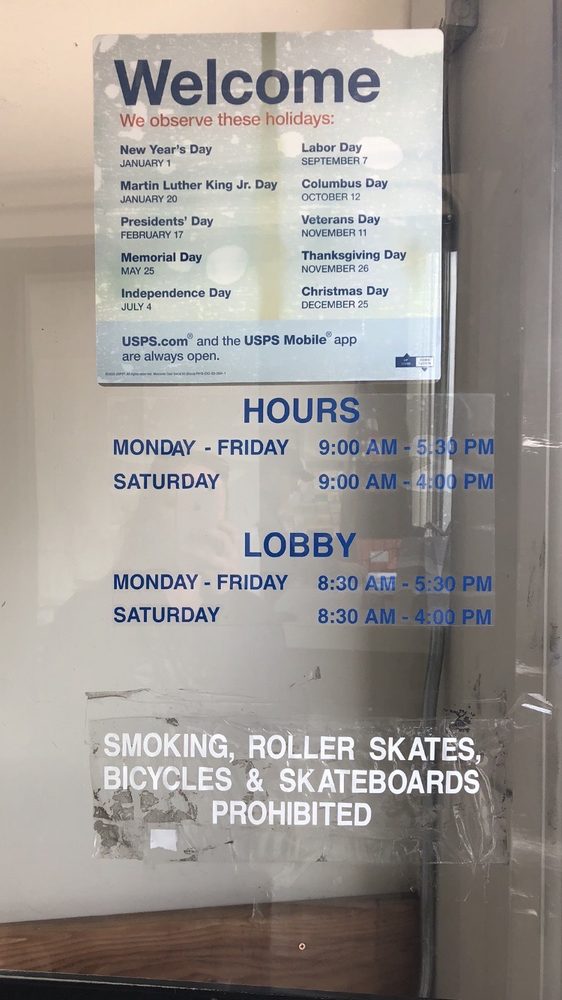 Welcome
We observe these holidays:
New Year's Day
JANUARY 1
Martin Luther King Jr. Day
JANUARY 20
Presidents' Day
FEBRUARY 17
Memorial Day
MAY 25
Independence Day
JULY 4
Labor Day
SEPTEMBER 7
Columbus Day
OCTOBER 12
Veterans Day
NOVEMBER 11
Thanksgiving Day
NOVEMBER 26
Christmas Day
DECEMBER 25
USPS.com® and the USPS Mobile® app
are always open.
HOURS
MONDAY - FRIDAY 9:00 AM - 5:30 PM
SATURDAY 9:00 AM - 4:00 PM
LOBBY
MONDAY - FRIDAY 8:30 AM - 5:30 PM
SATURDAY 8:30 AM - 4:00 PM
SMOKING, ROLLER SKATES,
BICYCLES & SKATEBOARDS
PROHIBITED